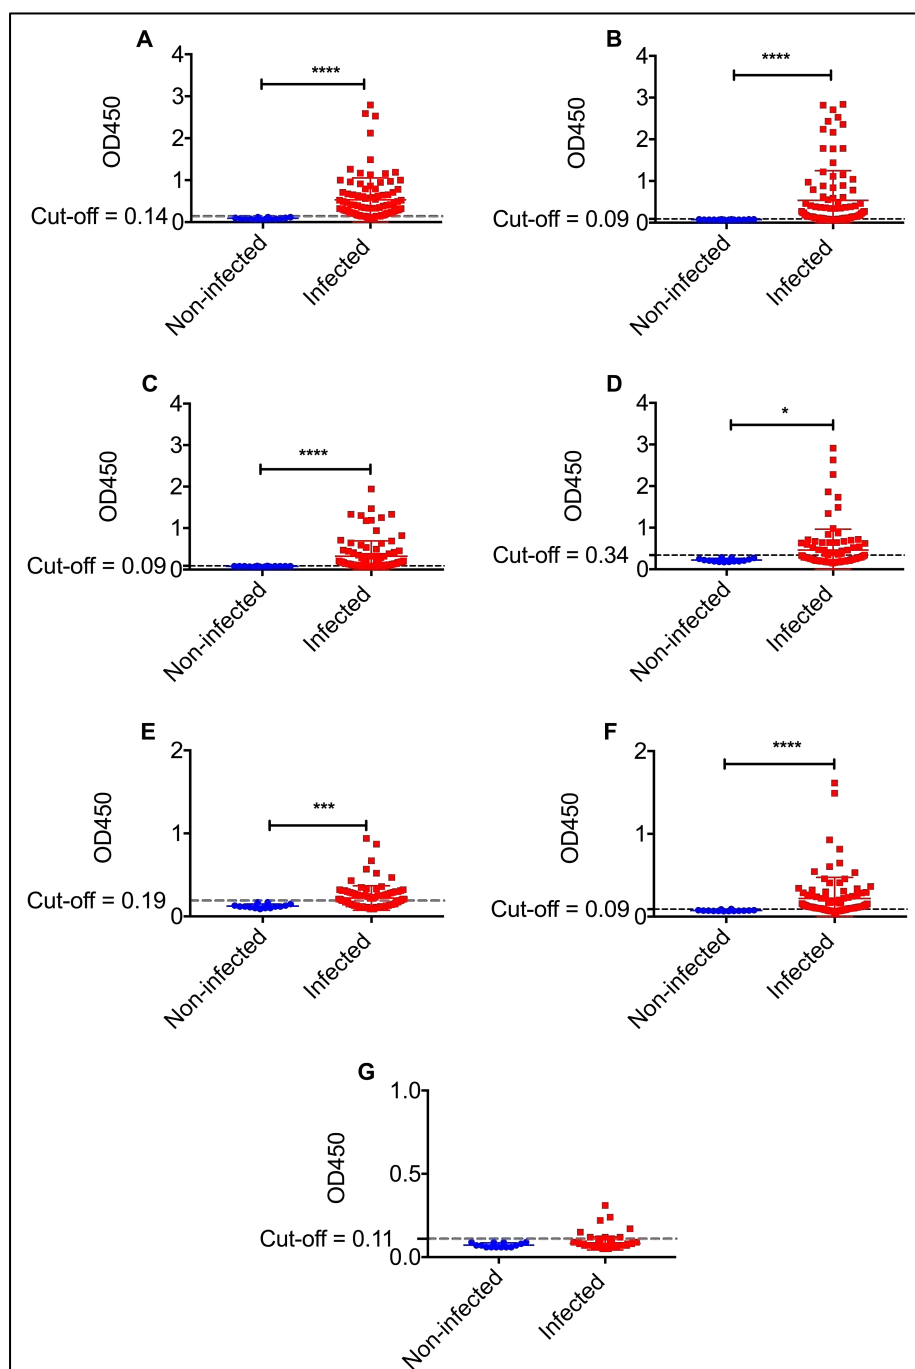 A
4
3
2
1
0
OD450
****
Cut-off = 0.14
Non-infected
Infected
B
4
3
2
1
0
OD450
****
Cut-off = 0.09
Non-infected
Infected
C
4
3
2
1
0
OD450
****
Cut-off = 0.09
Non-infected
Infected
D
4
3
2
1
0
OD450
*
Cut-off = 0.34
Non-infected
Infected
E
2
1
0
OD450
***
Cut-off = 0.19
Non-infected
Infected
F
2
1
0
OD450
****
Cut-off = 0.09
Non-infected
Infected
G
1.0
0.5
0.0
OD450
Cut-off = 0.11
Non-infected
Infected